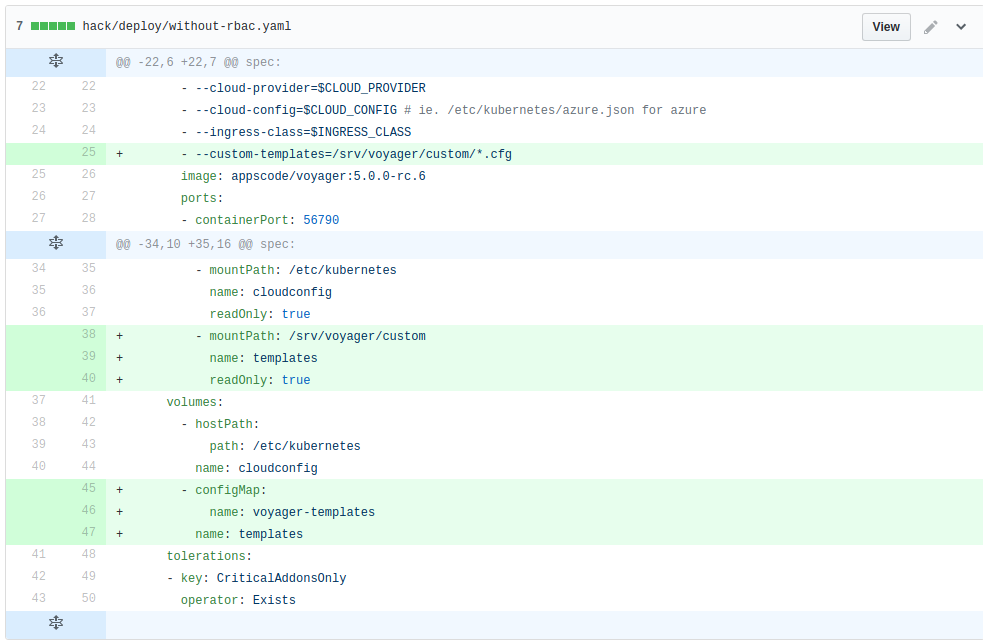 7 hack/deploy/without-rbac.yaml View
@@ -22,6 +22,7 @@ spec:
22 22 - --cloud-provider=$CLOUD_PROVIDER
23 23 - --cloud-config=$CLOUD_CONFIG # ie. /etc/kubernetes/azure.json for azure
24 24 - --ingress-class=$INGRESS_CLASS
25 + - --custom-templates=/srv/voyager/custom/*.cfg
25 26 image: appscode/voyager:5.0.0-rc.6
26 27 ports:
27 28 - containerPort: 56790
@@ -34,10 +35,16 @@ spec:
34 35 - mountPath: /etc/kubernetes
35 36 name: cloudconfig
36 37 readOnly: true
38 + - mountPath: /srv/voyager/custom
39 + name: templates
40 + readOnly: true
37 41 volumes:
38 42 - hostPath:
39 43 path: /etc/kubernetes
40 44 name: cloudconfig
45 + - configMap:
46 + name: voyager-templates
47 + name: templates
41 48 tolerations:
42 49 - key: CriticalAddonsOnly
43 50 operator: Exists